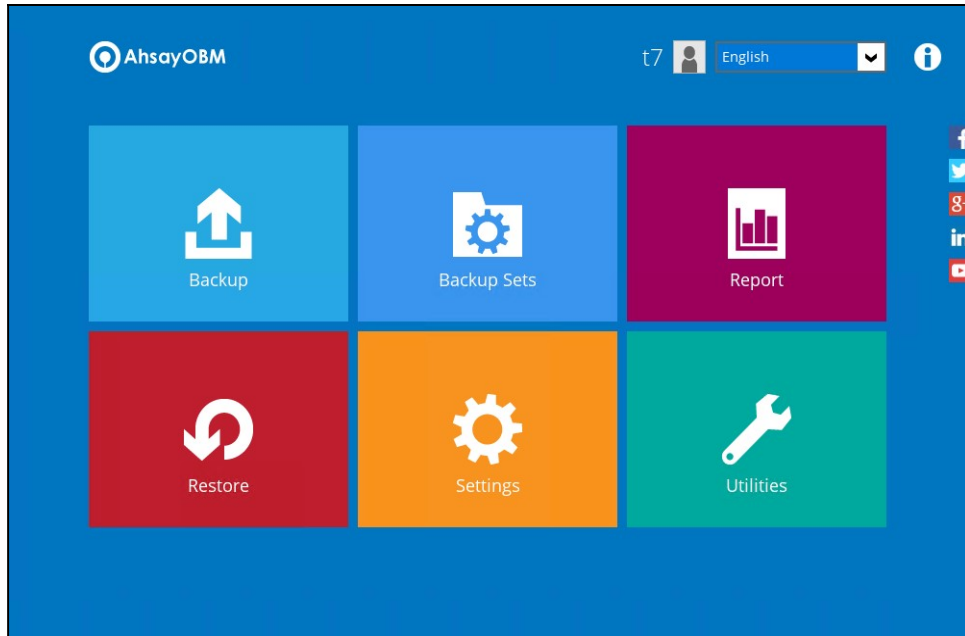 AhsayOBM
t7
English
Backup
Backup Sets
Report
Restore
Settings
Utilities